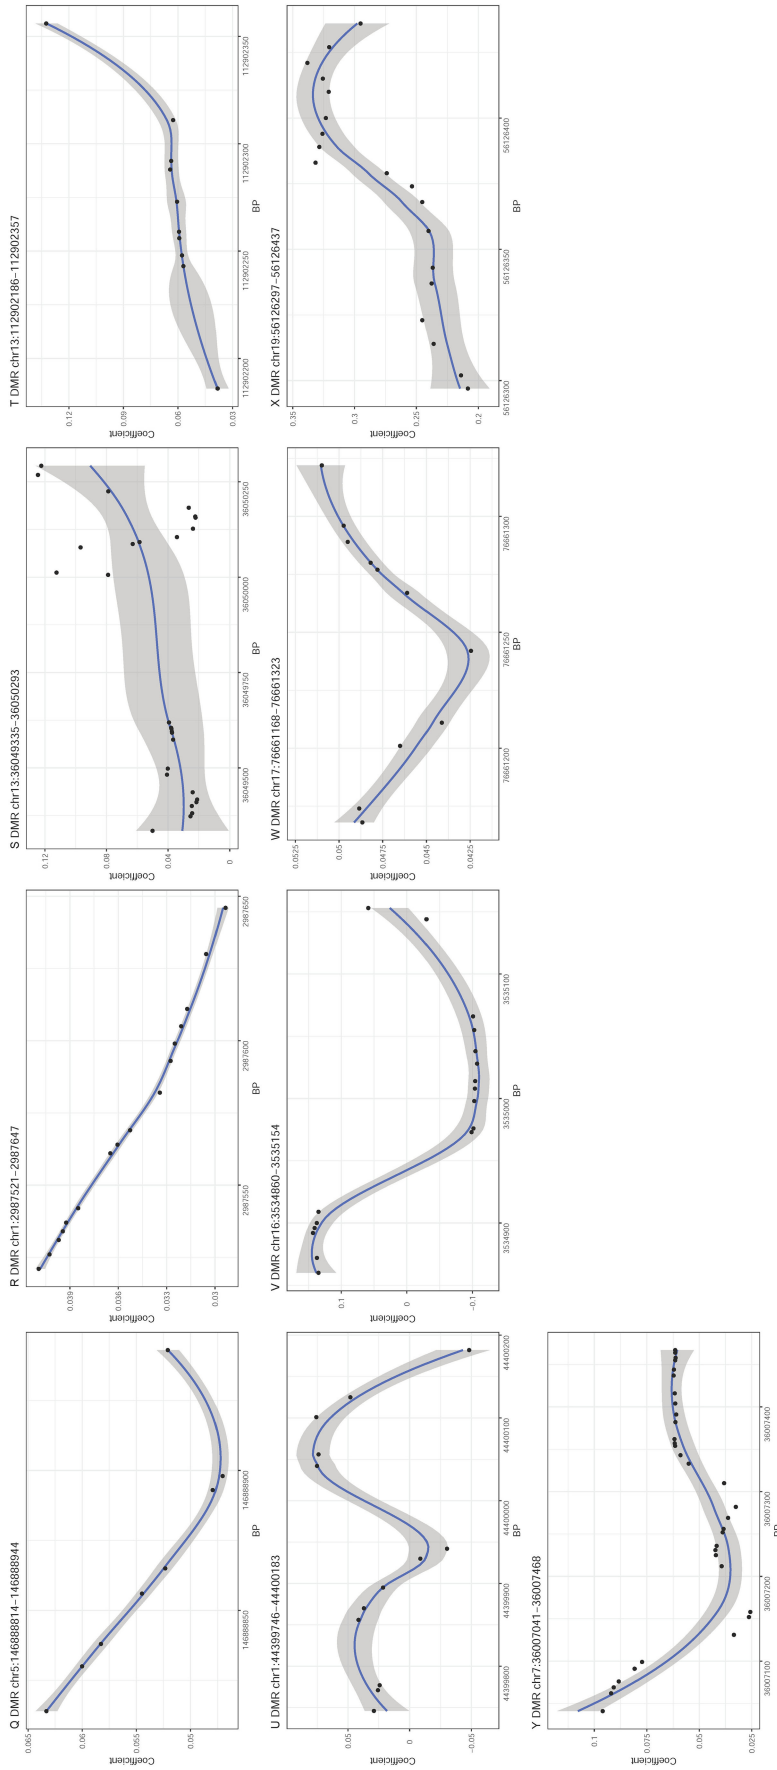 Q DMR chr5:146888814−146888944
0.065
0.06
0.055
0.05
Coefficient
146888850
146888900
BP
R DMR chr1:2987521−2987647
0.039
0.036
0.033
0.03
Coefficient
2987550
2987600
2987650
BP
S DMR chr13:36049335−36050293
0.12
0.08
0.04
0
Coefficient
36049500
36049750
36050000
36050250
BP
T DMR chr13:112902186−112902357
0.12
0.09
0.06
0.03
Coefficient
112902200
112902250
112902300
112902350
BP
U DMR chr1:44399746−44400183
0.05
0
−0.05
Coefficient
44399800
44399900
44400000
44400100
44400200
BP
V DMR chr16:3534860−3535154
0.1
0
−0.1
Coefficient
3534900
3535000
3535100
BP
W DMR chr17:76661168−76661323
0.0525
0.05
0.0475
0.045
0.0425
Coefficient
76661200
76661250
76661300
BP
X DMR chr19:56126297−56126437
0.35
0.3
0.25
0.2
Coefficient
56126300
56126350
56126400
BP
Y DMR chr7:36007041−36007468
0.1
0.075
0.05
0.025
Coefficient
36007100
36007200
36007300
36007400
BP